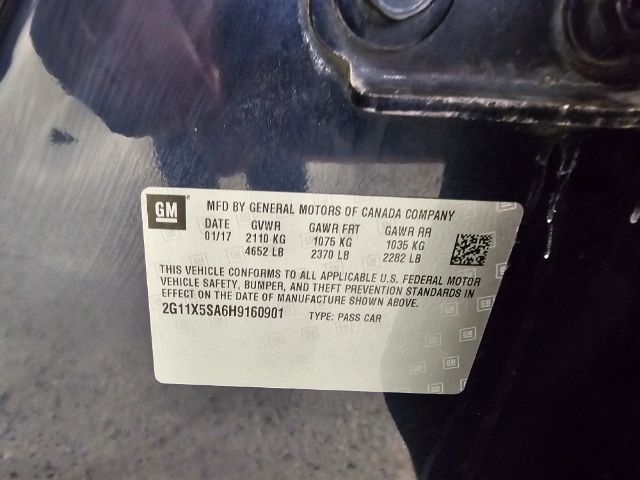 GM
MFD BY GENERAL MOTORS OF CANADA COMPANY
DATE GVWR GAWR FRT GAWR RR
01/17 2110 KG 1075 KG 1035 KG
4652 LB 2370 LB 2282 LB
THIS VEHICLE CONFORMS TO ALL APPLICABLE U.S. FEDERAL MOTOR
VEHICLE SAFETY, BUMPER, AND THEFT PREVENTION STANDARDS IN
EFFECT ON THE DATE OF MANUFACTURE SHOWN ABOVE.
2G11X5SA6H9160901 TYPE: PASS CAR